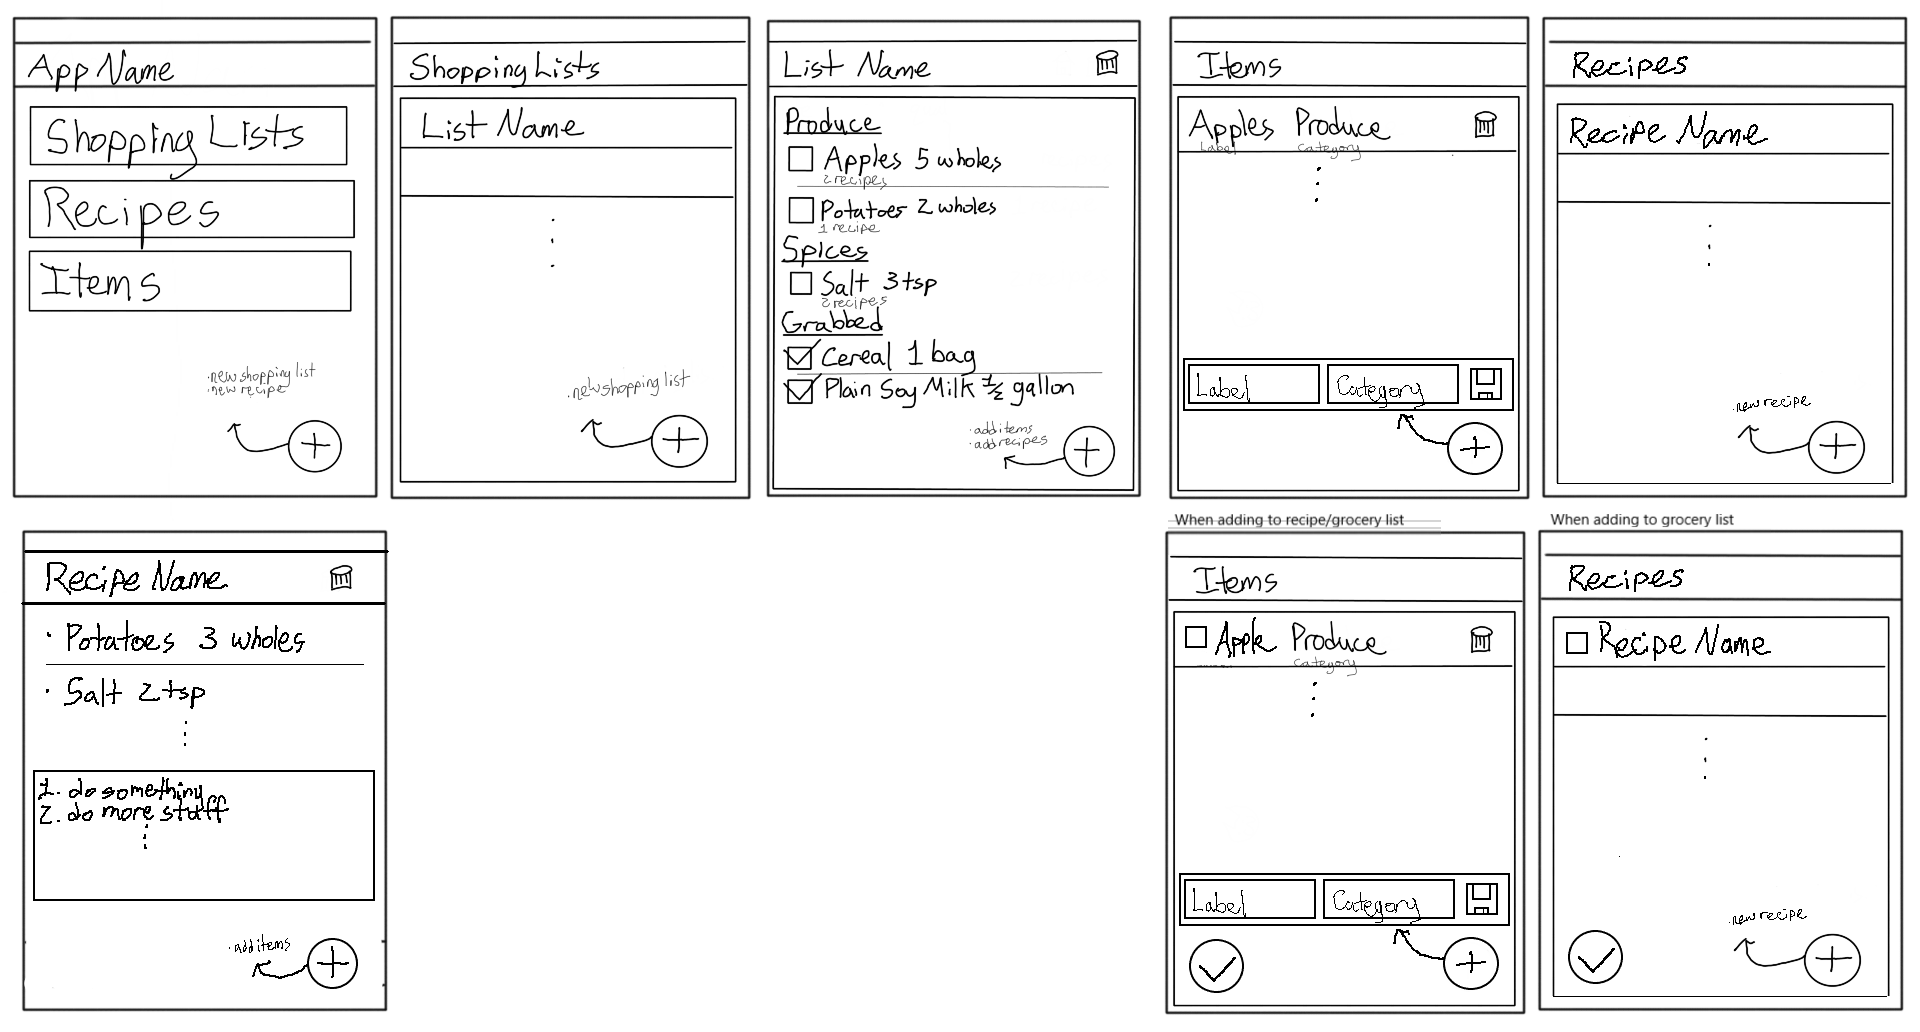 App Name
Shopping Lists
Recipes
Items
·new shopping list
·new recipe
Shopping Lists
List Name
·new shopping list
List Name
Produce
Apples 5 wholes
2 recipes
Potatoes 2 wholes
1 recipe
Spices
Salt 3 tsp
2 recipes
Grabbed
Cereal 1 bag
Plain Soy Milk 1/2 gallon
·add items
·add recipes
Items
Apples Produce
Label category
Label Category
Recipes
Recipe Name
·new recipe
Recipe Name
· Potatoes 3 wholes
· Salt 2 tsp
1. do something
2. do more stuff
·add items
When adding to recipe/grocery list
Items
Apple Produce
category
Label Category
When adding to grocery list
Recipes
Recipe Name
·new recipe